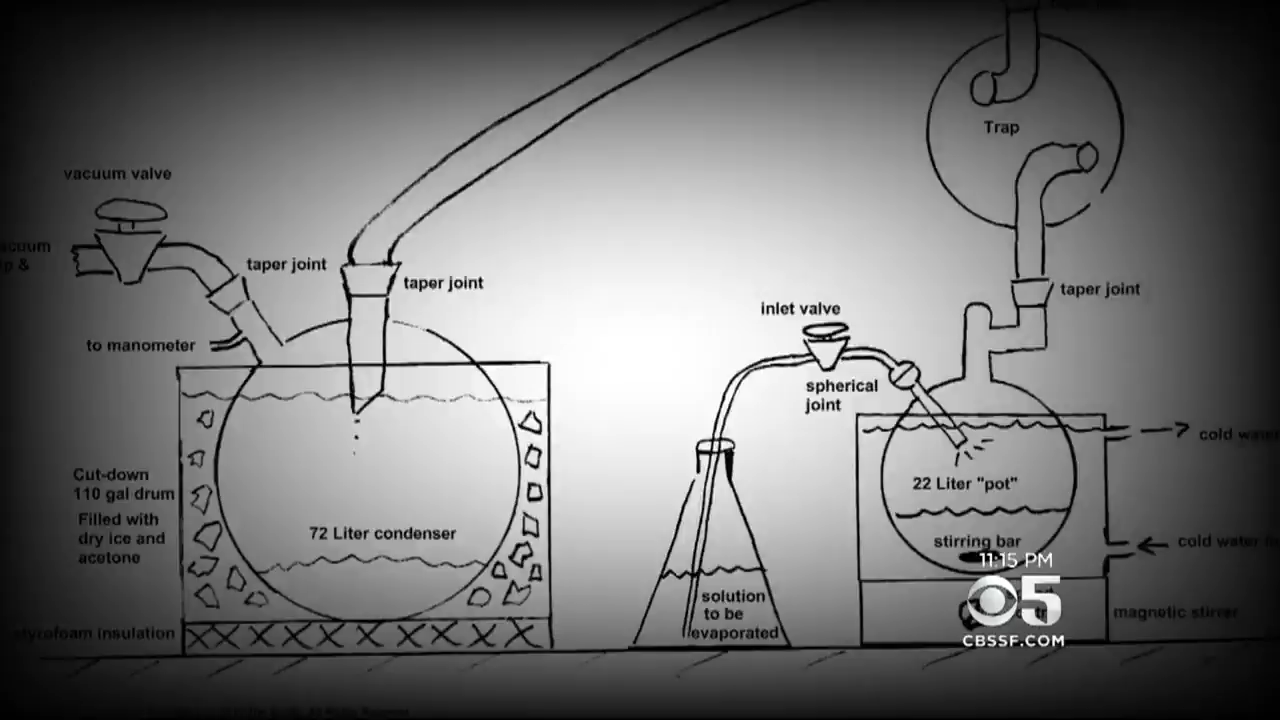 Trap
vacuum valve
taper joint
taper joint
taper joint
inlet valve
to manometer
spherical
joint
cold water
Cut-down
110 gal drum
22 Liter "pot"
Filled with
dry ice and
acetone
72 Liter condenser
stirring bar
cold water
11:15 PM
5
solution
to be
evaporated
magnetic stirrer
insulation
CBSSF.COM